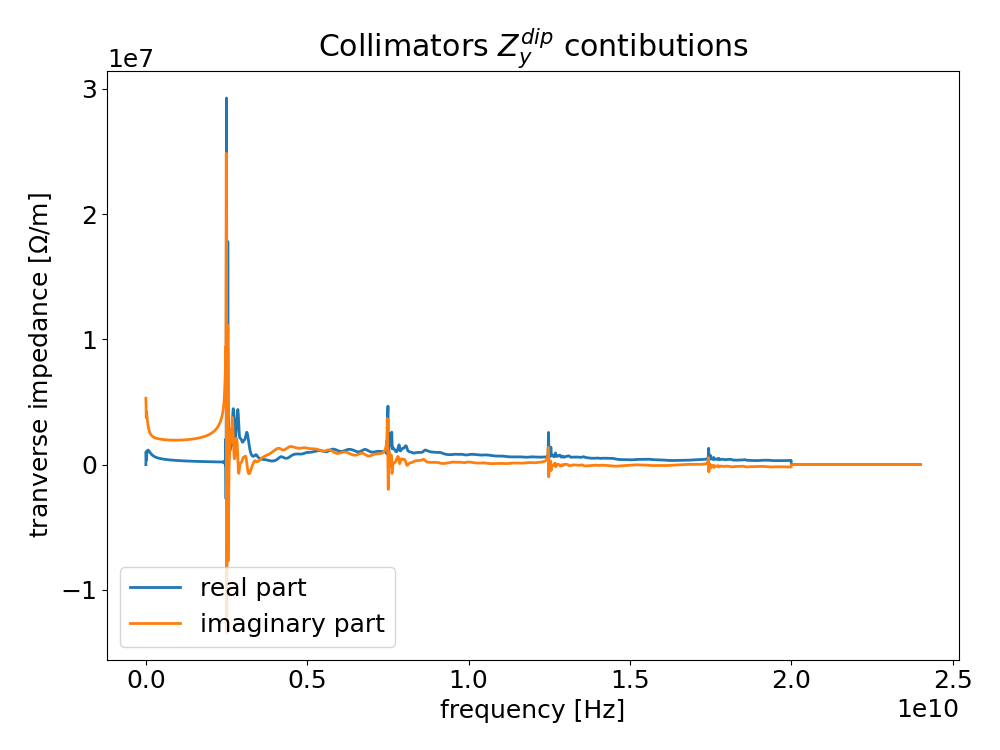 Collimators $Z_y^{dip}$ contibutions
1e7
3
2
1
0
−1
tranverse impedance [Ω/m]
real part
imaginary part
0.0 0.5 1.0 1.5 2.0 2.5
frequency [Hz]
1e10